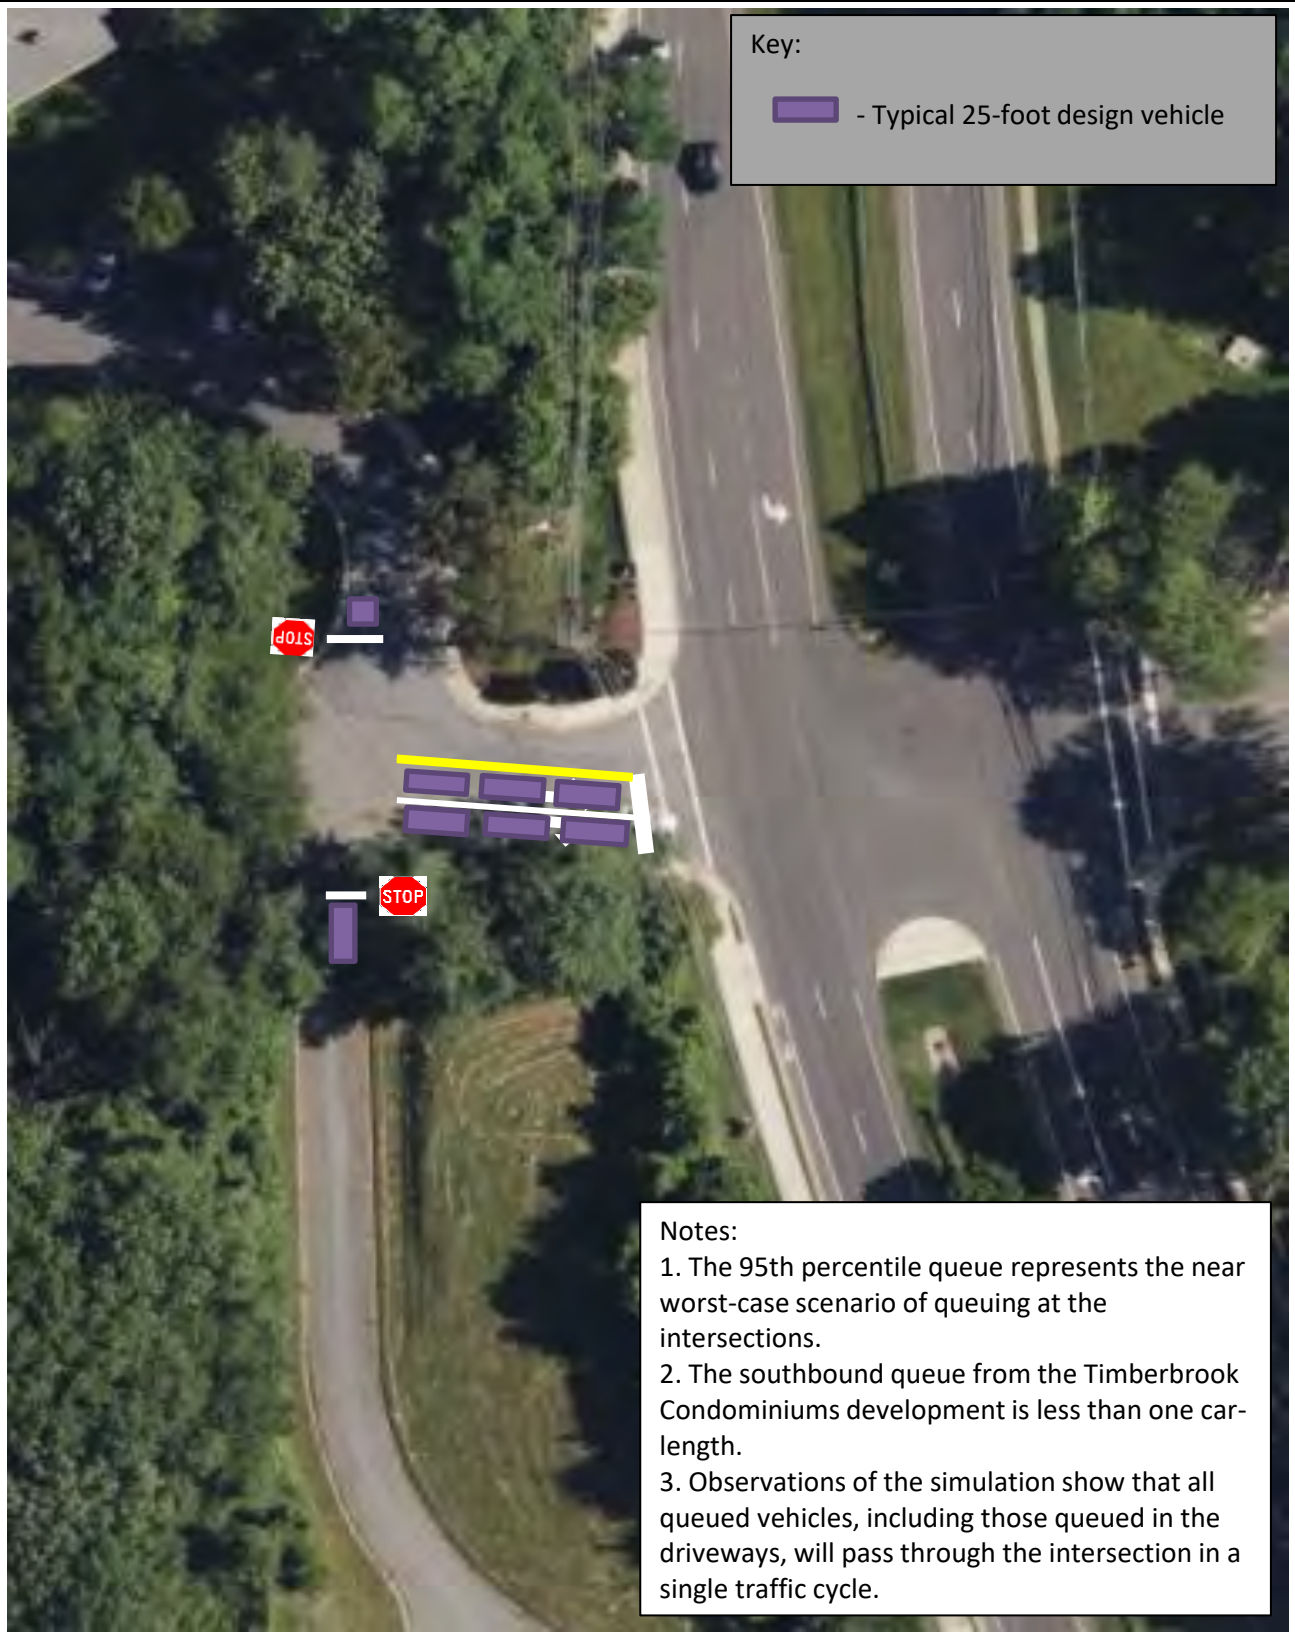 Key:
- Typical 25-foot design vehicle
STOP
STOP
Notes:
1. The 95th percentile queue represents the near
worst-case scenario of queuing at the
intersections.
2. The southbound queue from the Timberbrook
Condominiums development is less than one car-
length.
3. Observations of the simulation show that all
queued vehicles, including those queued in the
driveways, will pass through the intersection in a
single traffic cycle.